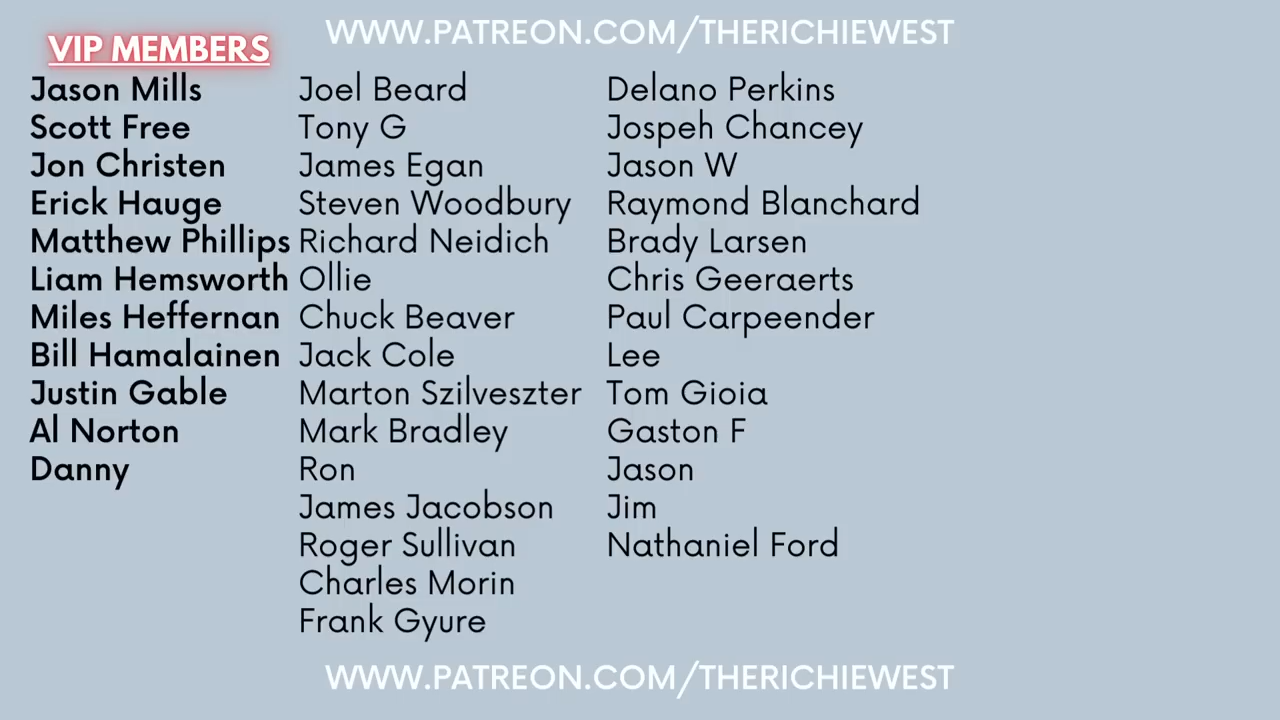 WWW.PATREON.COM/THERICHIEWEST
VIP MEMBERS
Jason Mills
Scott Free
Jon Christen
Erick Hauge
Matthew Phillips
Liam Hemsworth
Miles Heffernan
Bill Hamalainen
Justin Gable
Al Norton
Danny
Joel Beard
Tony G
James Egan
Steven Woodbury
Richard Neidich
Ollie
Chuck Beaver
Jack Cole
Marton Szilveszter
Mark Bradley
Ron
James Jacobson
Roger Sullivan
Charles Morin
Frank Gyure
Delano Perkins
Jospeh Chancey
Jason W
Raymond Blanchard
Brady Larsen
Chris Geeraerts
Paul Carpeender
Lee
Tom Gioia
Gaston F
Jason
Jim
Nathaniel Ford
WWW.PATREON.COM/THERICHIEWEST